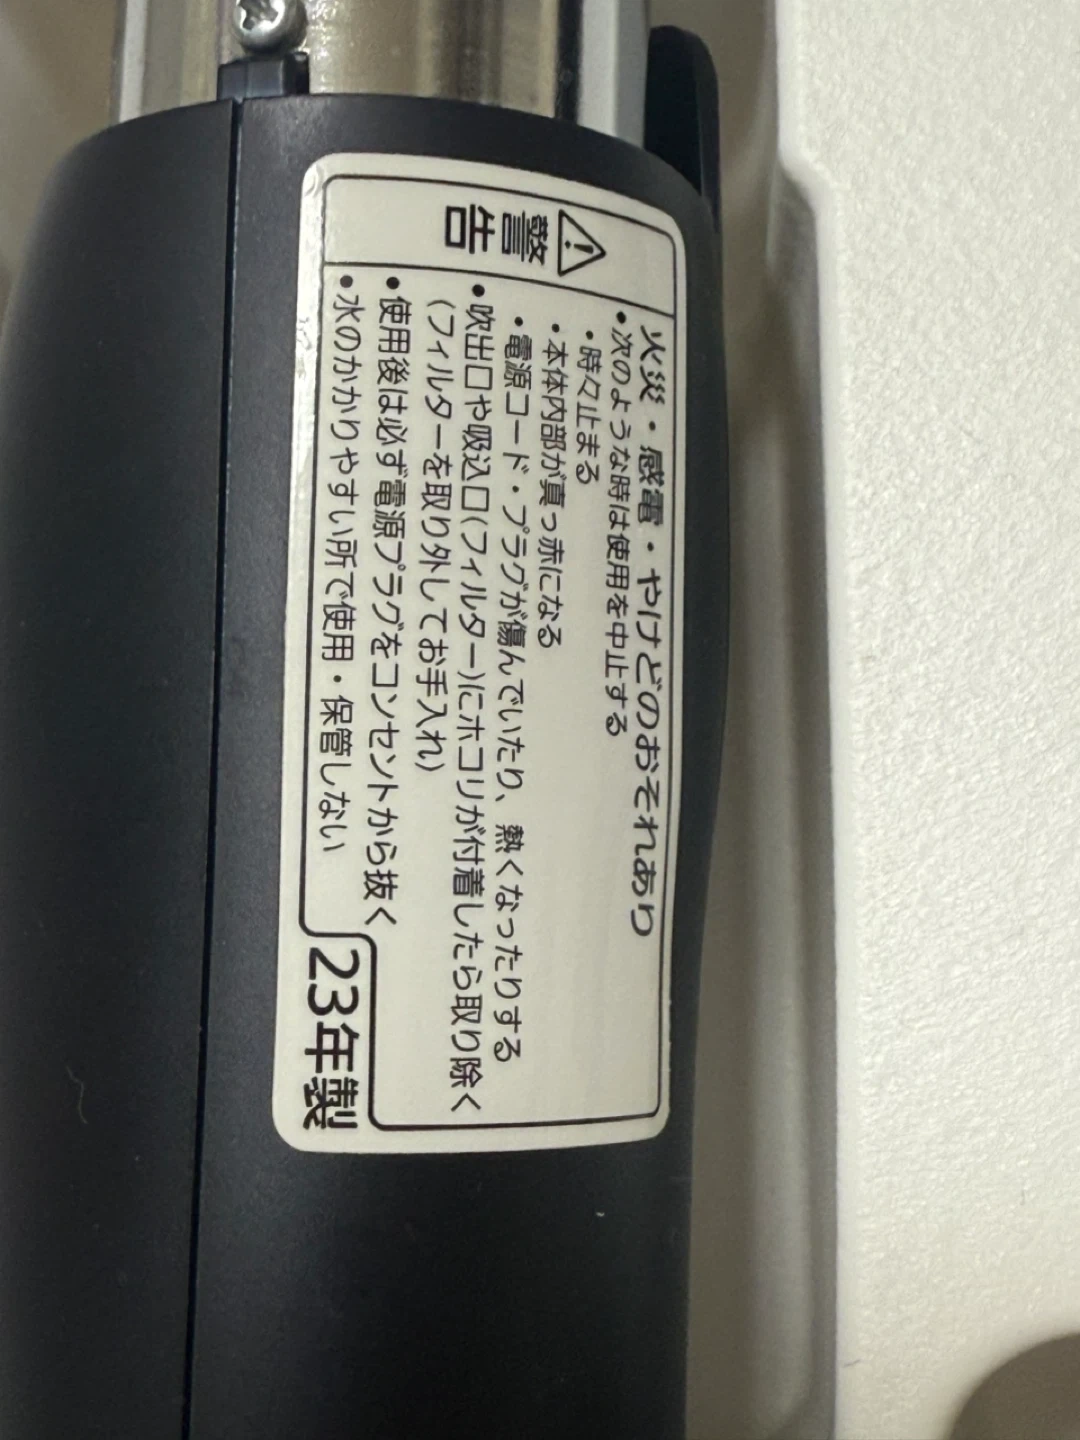 警告
火災・感電・やけどのおそれあり
•次のような時は使用を中止する
・時々止まる
・本体内部が真っ赤になる
・電源コード・プラグが傷んでいたり、熱くなったりする
•吹出口や吸込口(フィルター)にホコリが付着したら取り除く
(フィルターを取り外してお手入れ)
•使用後は必ず電源プラグをコンセントから抜く
•水のかかりやすい所で使用・保管しない
23年製